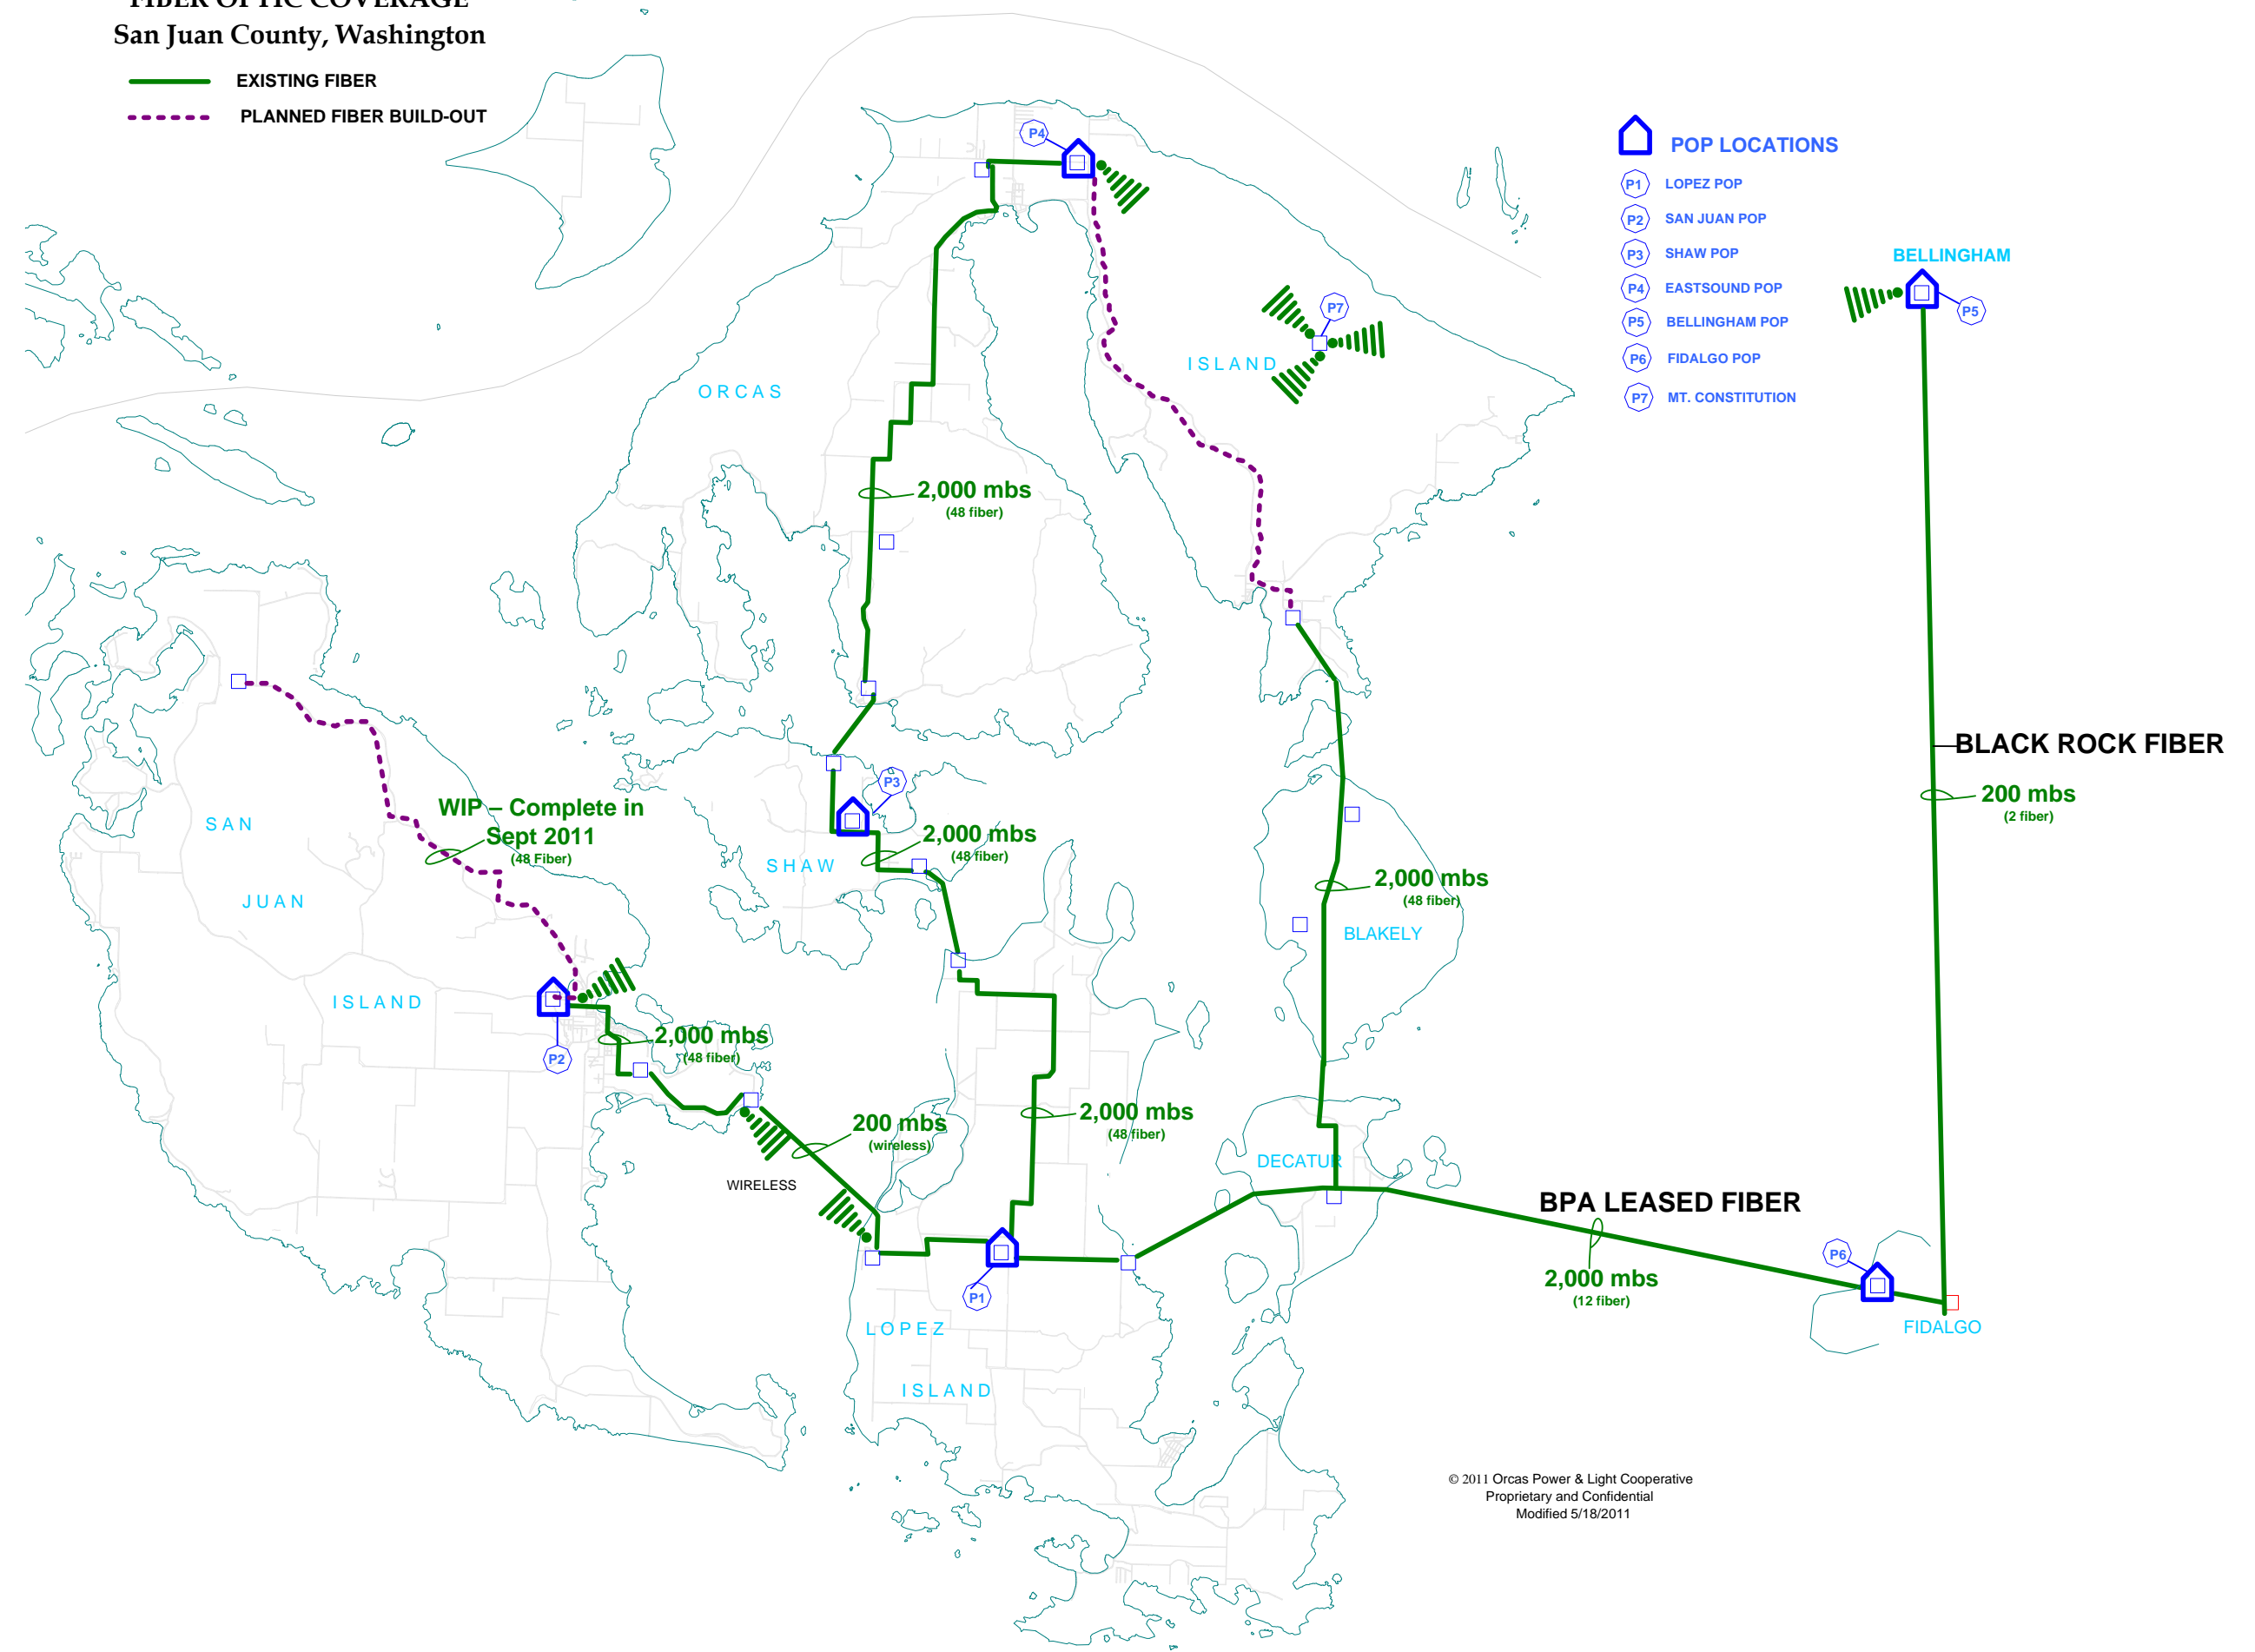 FIBER OPTIC COVERAGE
San Juan County, Washington
EXISTING FIBER
PLANNED FIBER BUILD-OUT
POP LOCATIONS
P1 LOPEZ POP
P2 SAN JUAN POP
P3 SHAW POP
P4 EASTSOUND POP
P5 BELLINGHAM POP
P6 FIDALGO POP
P7 MT. CONSTITUTION
P4
BELLINGHAM
P5
P7
ISLAND
ORCAS
2,000 mbs
(48 fiber)
BLACK ROCK FIBER
200 mbs
(2 fiber)
P3
WIP – Complete in
Sept 2011
(48 Fiber)
SAN
JUAN
ISLAND
2,000 mbs
(48 fiber)
SHAW
2,000 mbs
(48 fiber)
BLAKELY
P2
2,000 mbs
(48 fiber)
200 mbs
(wireless)
WIRELESS
2,000 mbs
(48 fiber)
DECATUR
BPA LEASED FIBER
2,000 mbs
(12 fiber)
P6
FIDALGO
P1
LOPEZ
ISLAND
© 2011 Orcas Power & Light Cooperative
Proprietary and Confidential
Modified 5/18/2011